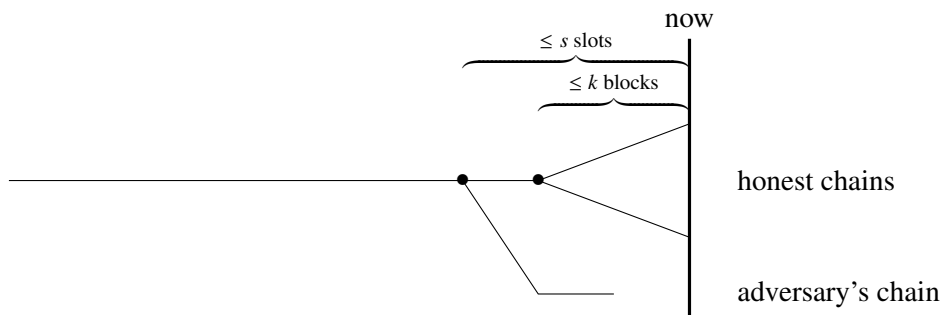 now
≤ s slots
≤ k blocks
honest chains
adversary's chain